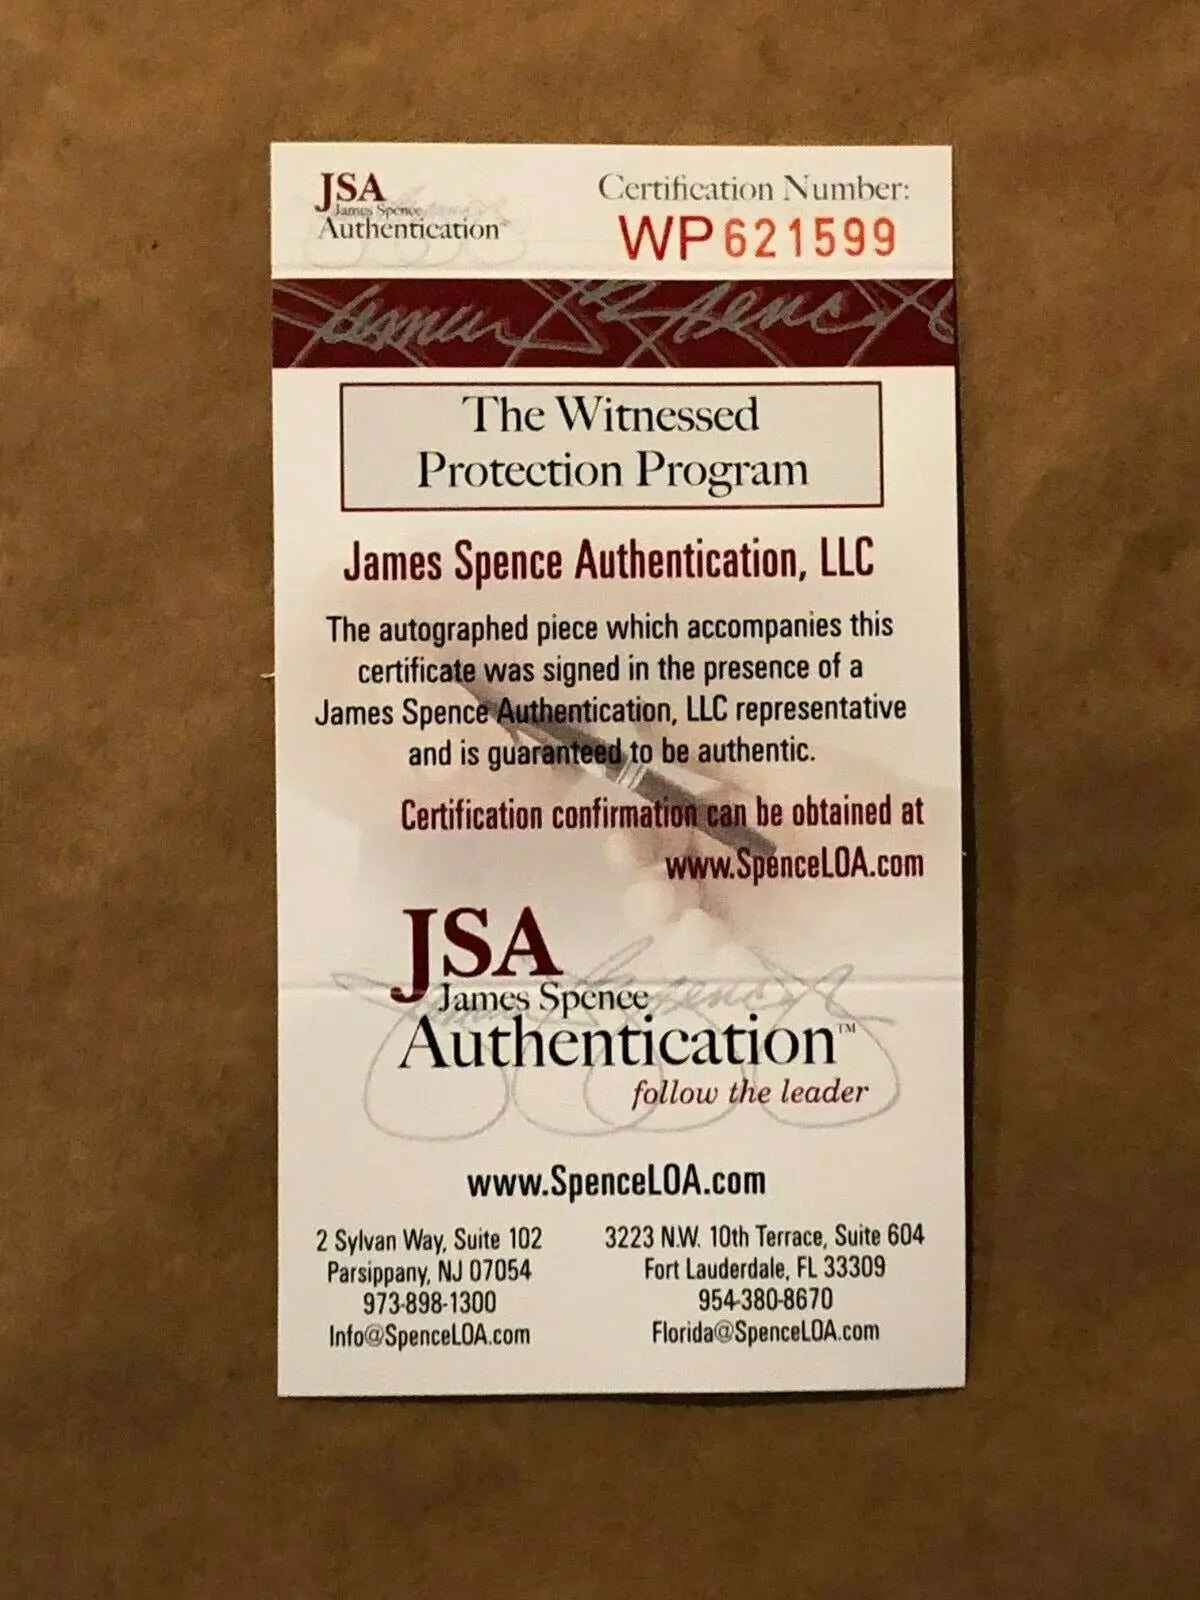 JSA
James Spence
Authentication
Certification Number:
WP621599
James Spence
The Witnessed
Protection Program
James Spence Authentication, LLC
The autographed piece which accompanies this
certificate was signed in the presence of a
James Spence Authentication, LLC representative
and is guaranteed to be authentic.
Certification confirmation can be obtained at
www.SpenceLOA.com
JSA
James Spence
Authentication™
follow the leader
www.SpenceLOA.com
2 Sylvan Way, Suite 102
Parsippany, NJ 07054
973-898-1300
Info@SpenceLOA.com
3223 N.W. 10th Terrace, Suite 604
Fort Lauderdale, FL 33309
954-380-8670
Florida@SpenceLOA.com